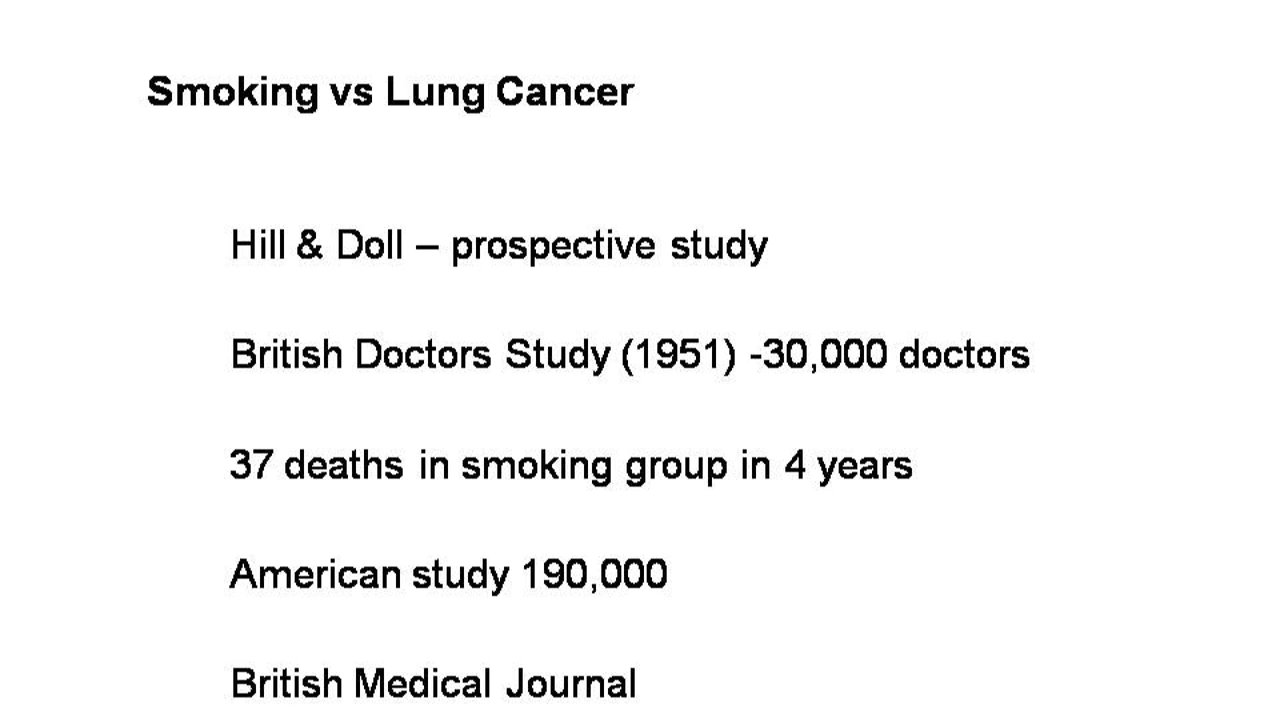 Smoking vs Lung Cancer
Hill & Doll – prospective study
British Doctors Study (1951) -30,000 doctors
37 deaths in smoking group in 4 years
American study 190,000
British Medical Journal